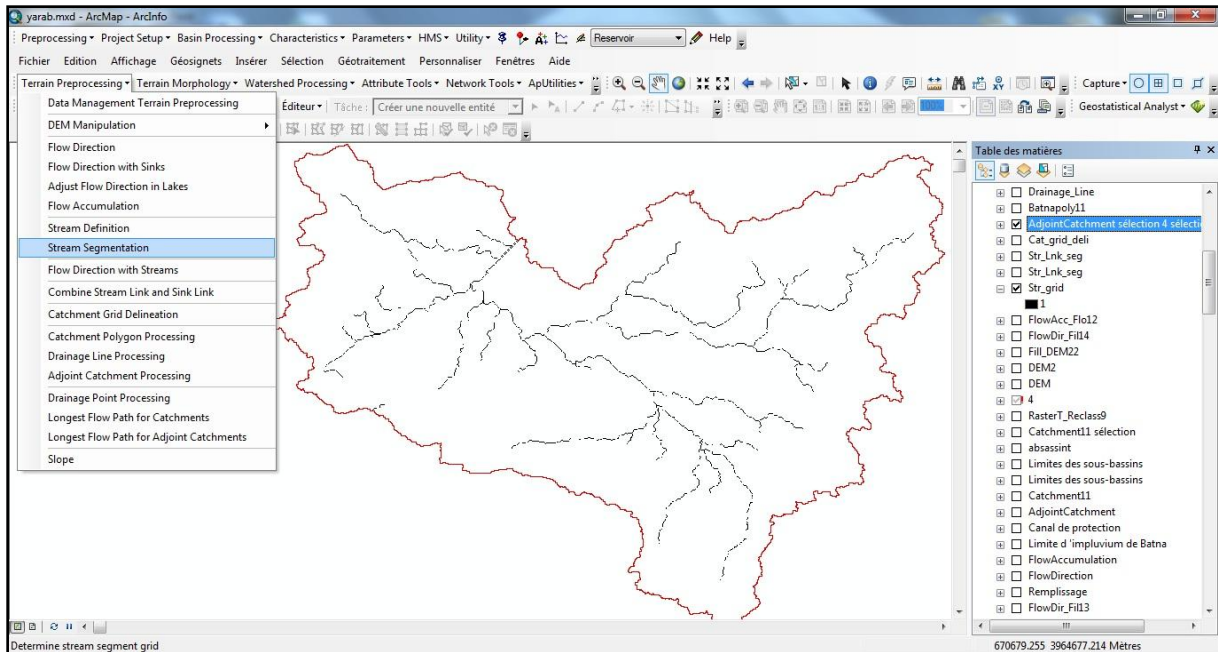 yarab.mxd - ArcMap - ArcInfo
Preprocessing Project Setup Basin Processing Characteristics Parameters HMS Utility Reservoir Help
Fichier Edition Affichage Géosignets Insérer Sélection Géotraitement Personnaliser Fenêtres Aide
Terrain Preprocessing Terrain Morphology Watershed Processing Attribute Tools Network Tools ApUtilities Capture
Éditeur Tâche : Créer une nouvelle entité 100% Geostatistical Analyst
Data Management Terrain Preprocessing
DEM Manipulation
Flow Direction
Flow Direction with Sinks
Adjust Flow Direction in Lakes
Flow Accumulation
Stream Definition
Stream Segmentation
Flow Direction with Streams
Combine Stream Link and Sink Link
Catchment Grid Delineation
Catchment Polygon Processing
Drainage Line Processing
Adjoint Catchment Processing
Drainage Point Processing
Longest Flow Path for Catchments
Longest Flow Path for Adjoint Catchments
Slope
Table des matières
Drainage_Line
Batnapoly11
AdjointCatchment sélection 4 sélecti
Cat_grid_deli
Str_Lnk_seg
Str_Lnk_seg
Str_grid
1
FlowAcc_Flo12
FlowDir_Fil14
Fill_DEM22
DEM2
DEM
4
RasterT_Reclass9
Catchment11 sélection
absassint
Limites des sous-bassins
Limites des sous-bassins
Catchment11
AdjointCatchment
Canal de protection
Limite d 'impluvium de Batna
FlowAccumulation
FlowDirection
Remplissage
FlowDir_Fil13
Determine stream segment grid
670679.255 3964677.214 Mètres